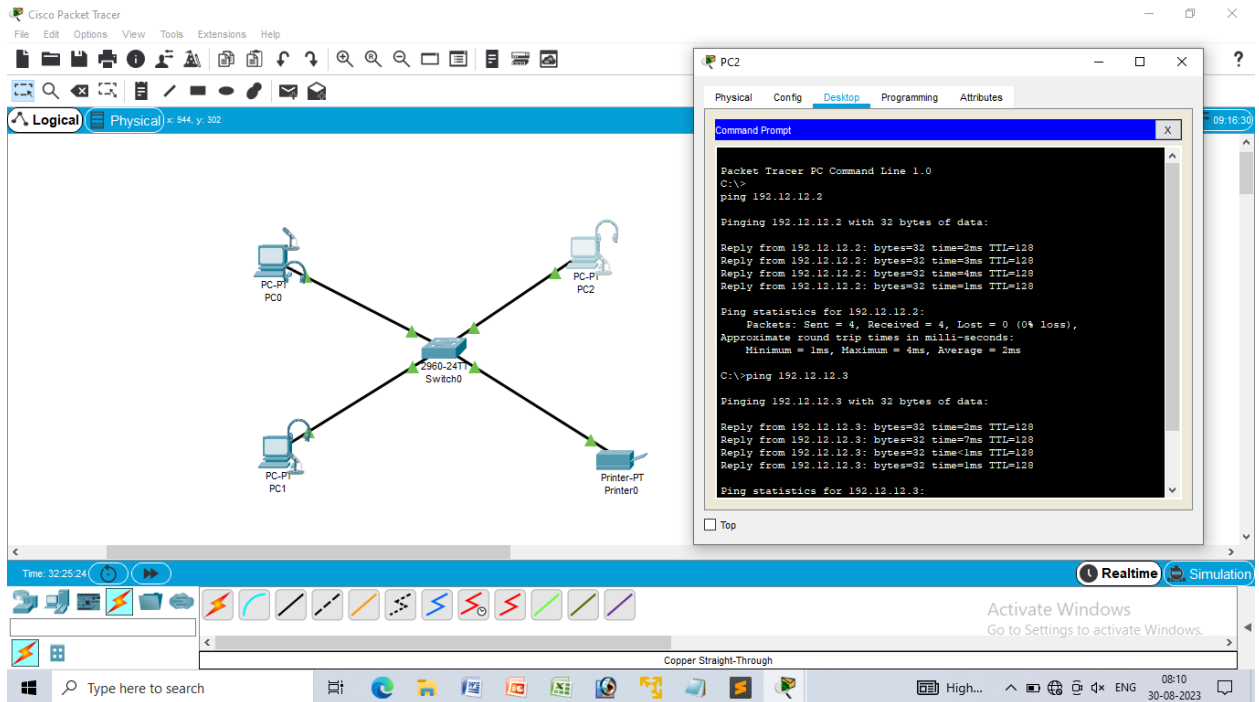 Cisco Packet Tracer
File Edit Options View Tools Extensions Help
?
Logical Physical x: 944, y: 302
09:16:30
PC-PT
PC0
PC-PT
PC2
2960-24TT
Switch0
PC-PT
PC1
Printer-PT
Printer0
PC2
Physical Config Desktop Programming Attributes
Command Prompt X
Packet Tracer PC Command Line 1.0
C:\>
ping 192.12.12.2
Pinging 192.12.12.2 with 32 bytes of data:
Reply from 192.12.12.2: bytes=32 time=2ms TTL=128
Reply from 192.12.12.2: bytes=32 time=3ms TTL=128
Reply from 192.12.12.2: bytes=32 time=4ms TTL=128
Reply from 192.12.12.2: bytes=32 time=1ms TTL=128
Ping statistics for 192.12.12.2:
Packets: Sent = 4, Received = 4, Lost = 0 (0% loss),
Approximate round trip times in milli-seconds:
Minimum = 1ms, Maximum = 4ms, Average = 2ms
C:\>ping 192.12.12.3
Pinging 192.12.12.3 with 32 bytes of data:
Reply from 192.12.12.3: bytes=32 time=2ms TTL=128
Reply from 192.12.12.3: bytes=32 time=7ms TTL=128
Reply from 192.12.12.3: bytes=32 time<1ms TTL=128
Reply from 192.12.12.3: bytes=32 time=1ms TTL=128
Ping statistics for 192.12.12.3:
Top
Time: 32:25:24
Realtime Simulation
Activate Windows
Go to Settings to activate Windows.
Copper Straight-Through
Type here to search
High... ENG
08:10
30-08-2023